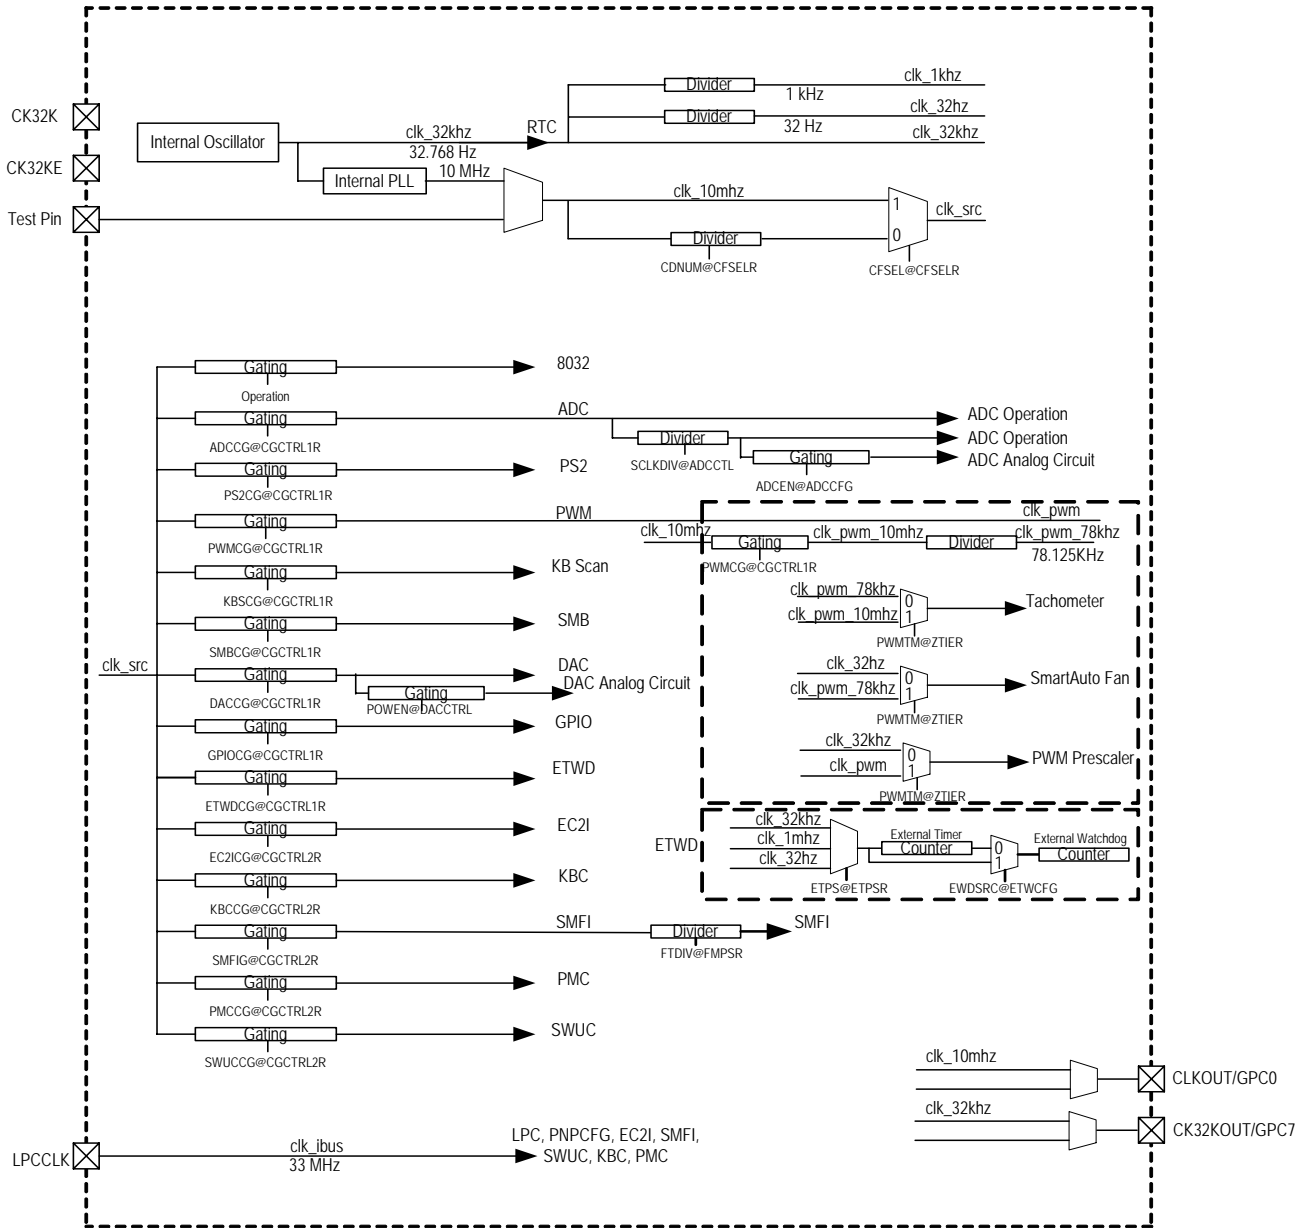 clk_1khz
Divider
1 kHz
CK32K
clk_32hz
Divider
32 Hz
RTC
clk_32khz
clk_32khz
Internal Oscillator
32.768 Hz
CK32KE
10 MHz
Internal PLL
clk_10mhz
Test Pin
1
clk_src
0
Divider
CDNUM@CFSELR
CFSEL@CFSELR
Gating
8032
Operation
Gating
ADC
ADC Operation
ADCCG@CGCTRL1R
Divider
ADC Operation
SCLKDIV@ADCCTL
Gating
ADC Analog Circuit
ADCEN@ADCCFG
Gating
PS2
PS2CG@CGCTRL1R
Gating
PWM
clk_pwm
PWMCG@CGCTRL1R
clk_10mhz
Gating
clk_pwm_10mhz
Divider
clk_pwm_78khz
78.125KHz
PWMCG@CGCTRL1R
Gating
KB Scan
KBSCG@CGCTRL1R
clk_pwm_78khz
0
Tachometer
clk_pwm_10mhz
1
PWMTM@ZTIER
Gating
SMB
SMBCG@CGCTRL1R
clk_src
Gating
DAC
DACCG@CGCTRL1R
Gating
DAC Analog Circuit
POWEN@DACCTRL
clk_32hz
0
SmartAuto Fan
clk_pwm_78khz
1
PWMTM@ZTIER
Gating
GPIO
GPIOCG@CGCTRL1R
clk_32khz
0
PWM Prescaler
clk_pwm
1
PWMTM@ZTIER
Gating
ETWD
ETWDCG@CGCTRL1R
Gating
EC2I
EC2ICG@CGCTRL2R
ETWD
clk_32khz
clk_1mhz
clk_32hz
External Timer
Counter
0
1
External Watchdog
Counter
ETPS@ETPSR
EWDSRC@ETWCFG
Gating
KBC
KBCCG@CGCTRL2R
Gating
SMFI
Divider
SMFI
SMFIG@CGCTRL2R
FTDIV@FMPSR
Gating
PMC
PMCCG@CGCTRL2R
Gating
SWUC
SWUCCG@CGCTRL2R
clk_10mhz
CLKOUT/GPC0
clk_32khz
CK32KOUT/GPC7
LPCCLK
clk_ibus
33 MHz
LPC, PNPCFG, EC2I, SMFI,
SWUC, KBC, PMC